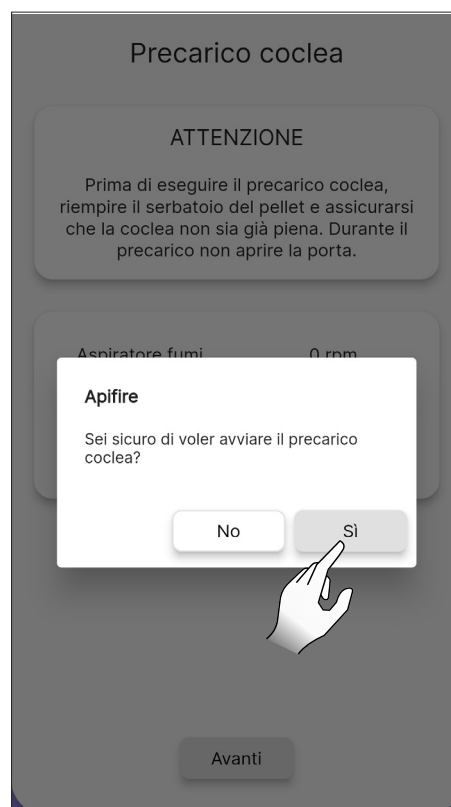 Precarico coclea
ATTENZIONE
Prima di eseguire il precarico coclea,
riempire il serbatoio del pellet e assicurarsi
che la coclea non sia già piena. Durante il
precarico non aprire la porta.
Aspiratore fumi 0 rpm
Apifire
Sei sicuro di voler avviare il precarico
coclea?
No Sì
Avanti